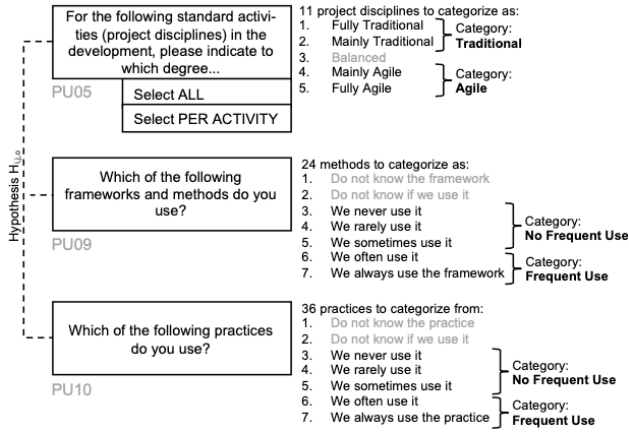 For the following standard activi-
ties (project disciplines) in the
development, please indicate to
which degree...
PU05
Select ALL
Select PER ACTIVITY
11 project disciplines to categorize as:
1. Fully Traditional
2. Mainly Traditional
3. Balanced
4. Mainly Agile
5. Fully Agile
Category:
Traditional
Category:
Agile
Hypothesis H
Which of the following
frameworks and methods do you
use?
PU09
24 methods to categorize as:
1. Do not know the framework
2. Do not know if we use it
3. We never use it
4. We rarely use it
5. We sometimes use it
6. We often use it
7. We always use the framework
Category:
No Frequent Use
Category:
Frequent Use
Which of the following practices
do you use?
PU10
36 practices to categorize from:
1. Do not know the practice
2. Do not know if we use it
3. We never use it
4. We rarely use it
5. We sometimes use it
6. We often use it
7. We always use the practice
Category:
No Frequent Use
Category:
Frequent Use